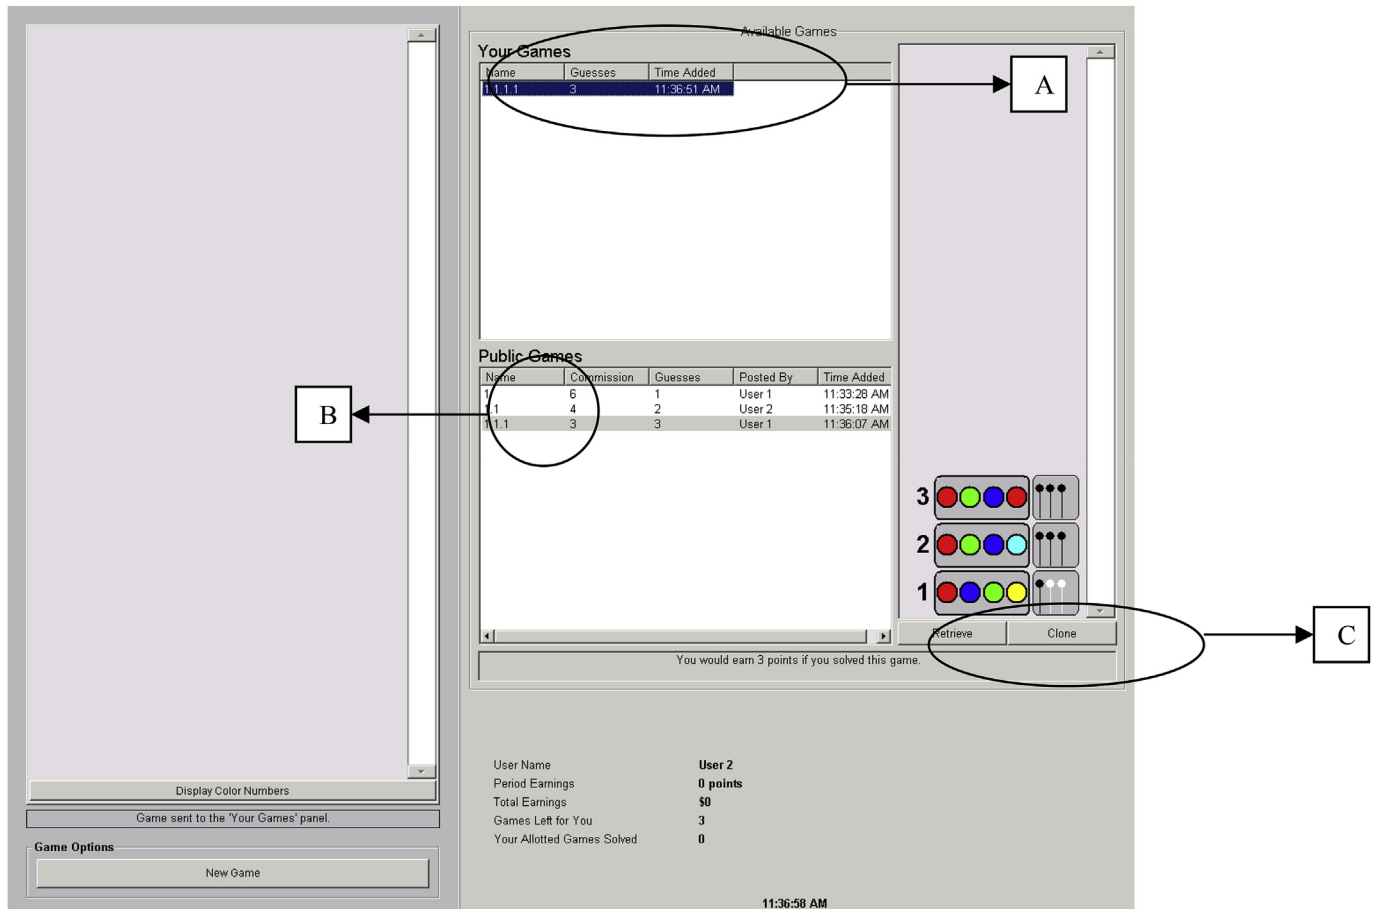 Available Games
Your Games
Name Guesses Time Added
1.1.1.1 3 11:36:51 AM
A
Public Games
Name Commission Guesses Posted By Time Added
1 6 1 User 1 11:33:28 AM
1.1 4 2 User 2 11:35:18 AM
1.1.1 3 3 User 1 11:36:07 AM
B
3
2
1
Retrieve Clone
C
You would earn 3 points if you solved this game.
User Name User 2
Period Earnings 0 points
Total Earnings $0
Games Left for You 3
Your Allotted Games Solved 0
Display Color Numbers
Game sent to the 'Your Games' panel.
Game Options
New Game
11:36:58 AM